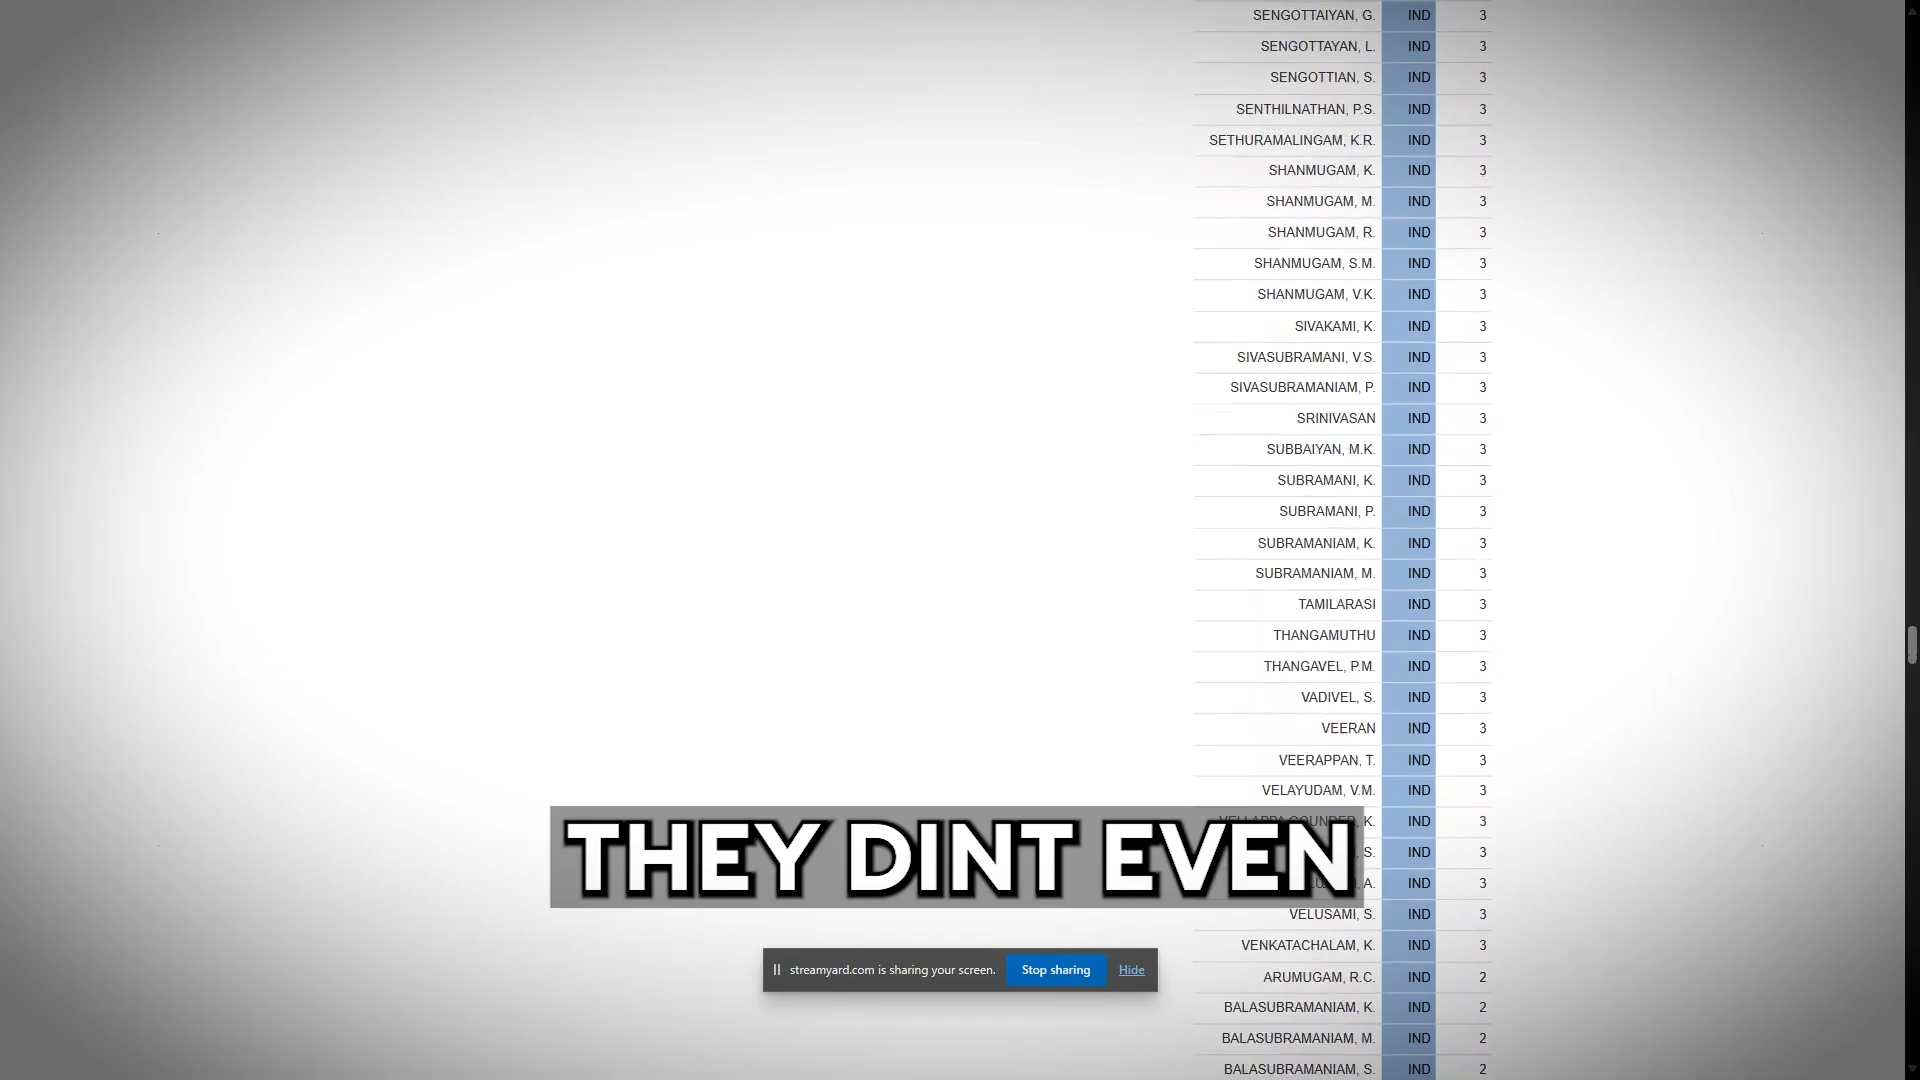 SENGOTTAIYAN, G. IND 3
SENGOTTAYAN, L. IND 3
SENGOTTIAN, S. IND 3
SENTHILNATHAN, P.S. IND 3
SETHURAMALINGAM, K.R. IND 3
SHANMUGAM, K. IND 3
SHANMUGAM, M. IND 3
SHANMUGAM, R. IND 3
SHANMUGAM, S.M. IND 3
SHANMUGAM, V.K. IND 3
SIVAKAMI, K. IND 3
SIVASUBRAMANI, V.S. IND 3
SIVASUBRAMANIAM, P. IND 3
SRINIVASAN IND 3
SUBBAIYAN, M.K. IND 3
SUBRAMANI, K. IND 3
SUBRAMANI, P. IND 3
SUBRAMANIAM, K. IND 3
SUBRAMANIAM, M. IND 3
TAMILARASI IND 3
THANGAMUTHU IND 3
THANGAVEL, P.M. IND 3
VADIVEL, S. IND 3
VEERAN IND 3
VEERAPPAN, T. IND 3
VELAYUDAM, V.M. IND 3
VELLAPPA GOUNDER, K. IND 3
S. IND 3
A. IND 3
THEY DINT EVEN
VELUSAMI, S. IND 3
VENKATACHALAM, K. IND 3
streamyard.com is sharing your screen. Stop sharing Hide
ARUMUGAM, R.C. IND 2
BALASUBRAMANIAM, K. IND 2
BALASUBRAMANIAM, M. IND 2
BALASUBRAMANIAM, S. IND 2